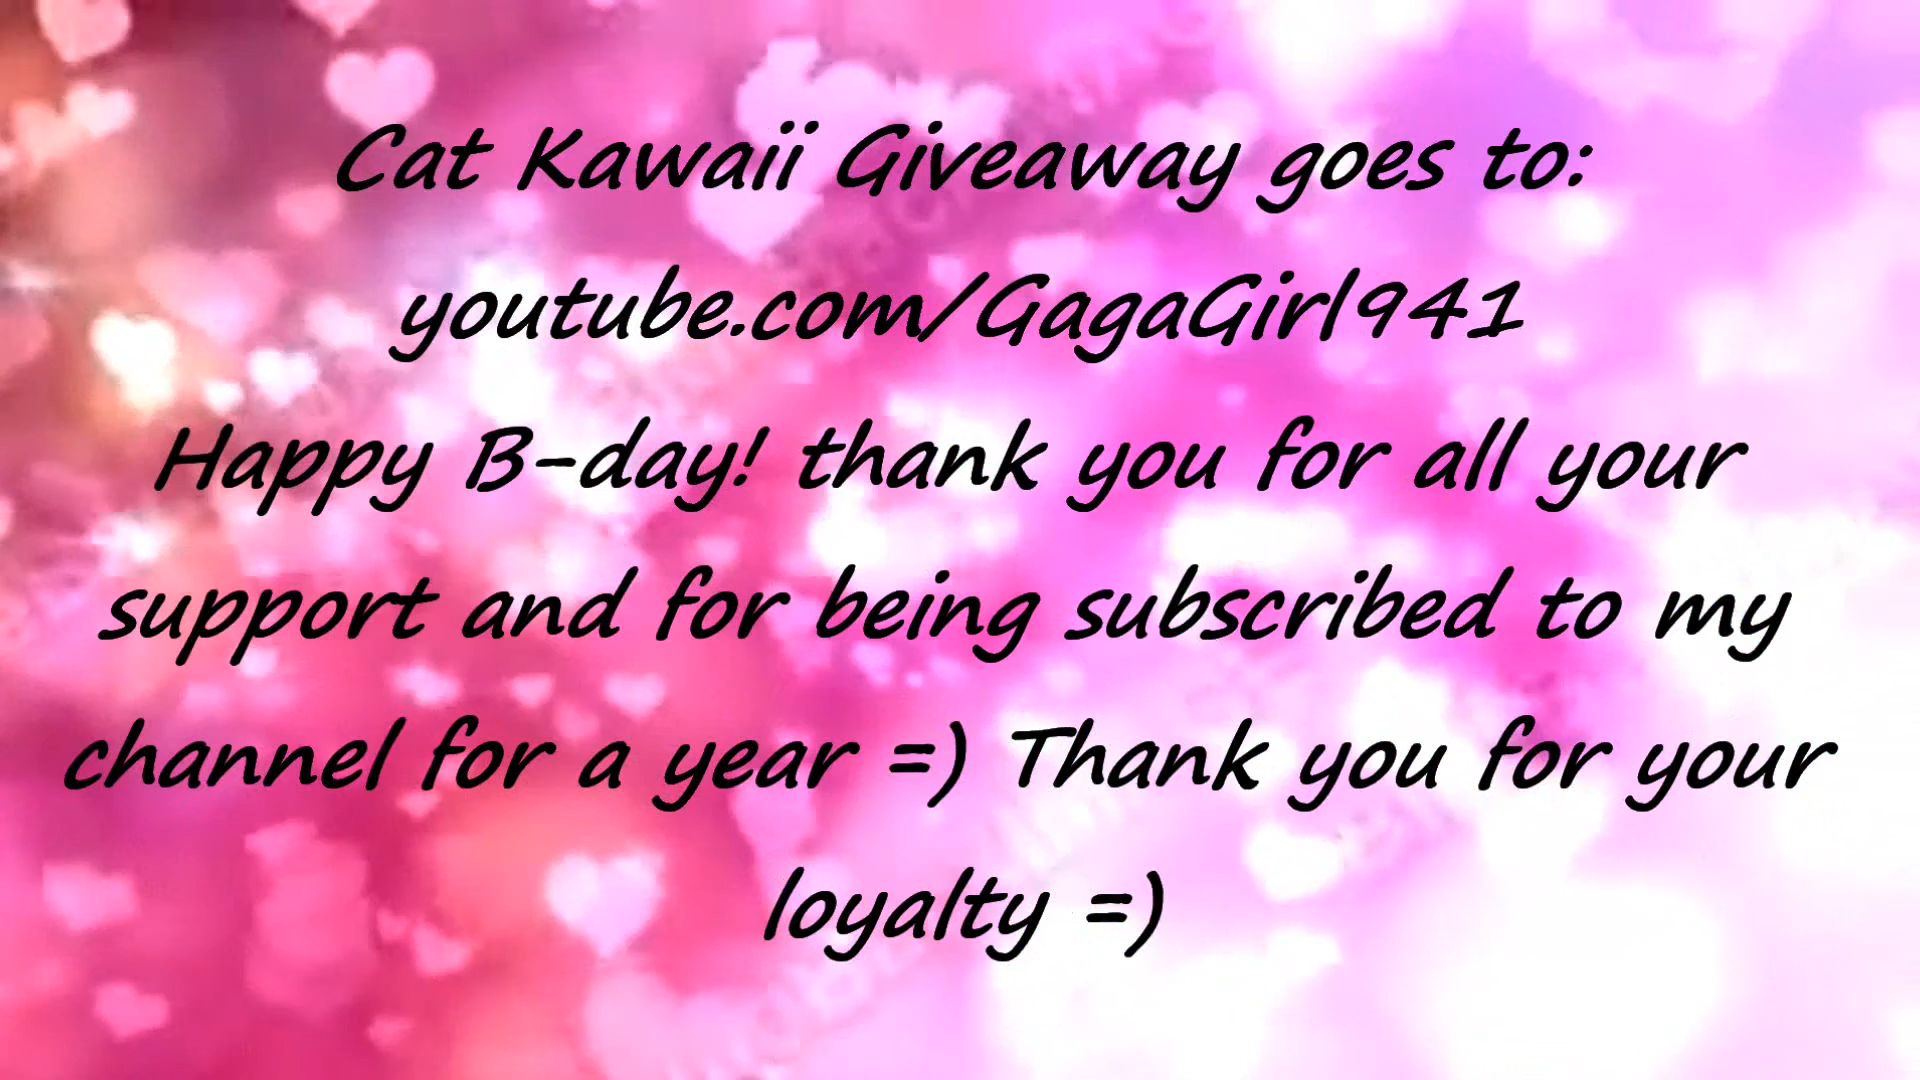 Cat Kawaii Giveaway goes to:
youtube.com/GagaGirl941
Happy B-day! thank you for all your
support and for being subscribed to my
channel for a year =) Thank you for your
loyalty =)